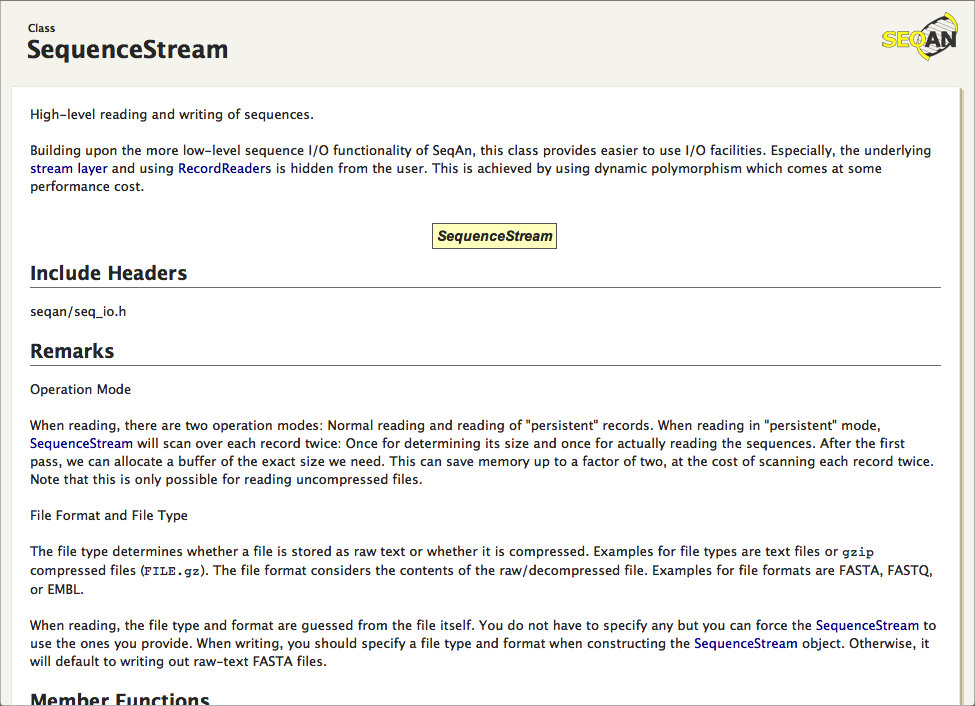 Class
SequenceStream
SEQAN
High-level reading and writing of sequences.
Building upon the more low-level sequence I/O functionality of SeqAn, this class provides easier to use I/O facilities. Especially, the underlying
stream layer and using RecordReaders is hidden from the user. This is achieved by using dynamic polymorphism which comes at some
performance cost.
SequenceStream
Include Headers
seqan/seq_io.h
Remarks
Operation Mode
When reading, there are two operation modes: Normal reading and reading of "persistent" records. When reading in "persistent" mode,
SequenceStream will scan over each record twice: Once for determining its size and once for actually reading the sequences. After the first
pass, we can allocate a buffer of the exact size we need. This can save memory up to a factor of two, at the cost of scanning each record twice.
Note that this is only possible for reading uncompressed files.
File Format and File Type
The file type determines whether a file is stored as raw text or whether it is compressed. Examples for file types are text files or gzip
compressed files (FILE.gz). The file format considers the contents of the raw/decompressed file. Examples for file formats are FASTA, FASTQ,
or EMBL.
When reading, the file type and format are guessed from the file itself. You do not have to specify any but you can force the SequenceStream to
use the ones you provide. When writing, you should specify a file type and format when constructing the SequenceStream object. Otherwise, it
will default to writing out raw-text FASTA files.
Member Functions